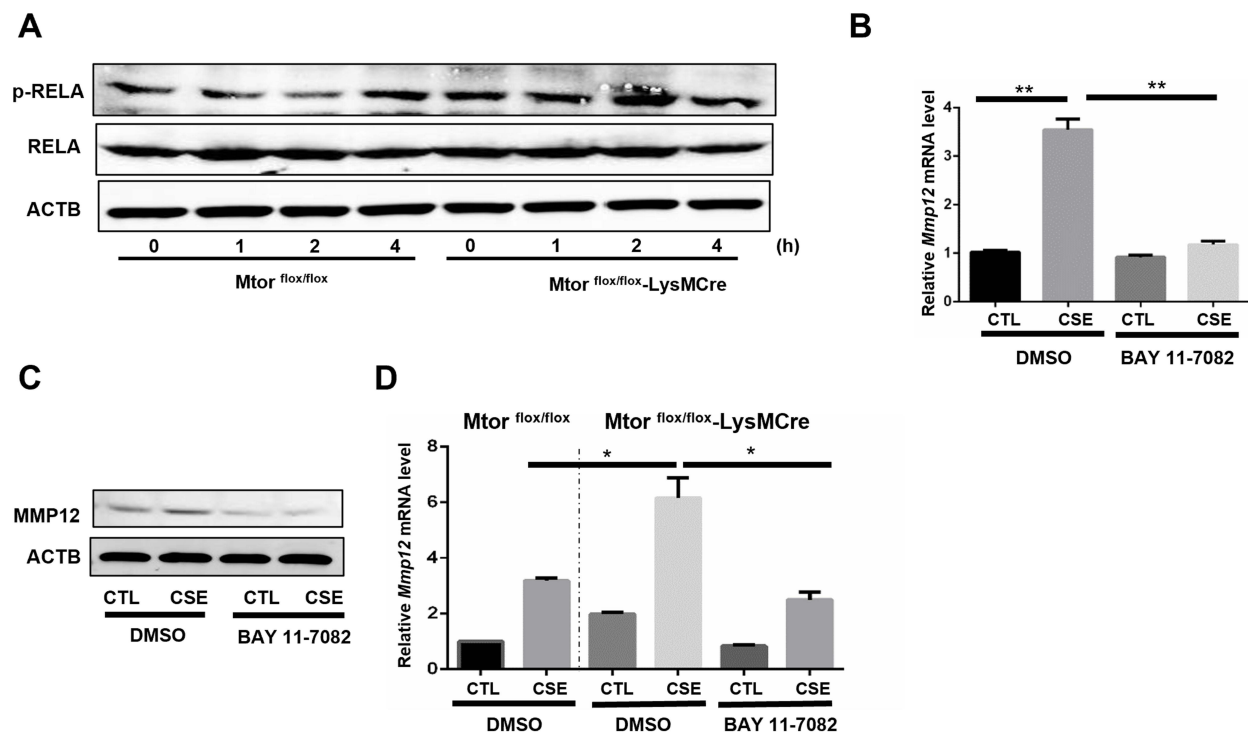 A
p-RELA
RELA
ACTB
0 1 2 4 0 1 2 4 (h)
Mtor flox/flox Mtor flox/flox-LysMCre
B
Relative Mmp12 mRNA level
5
4
3
2
1
0
** **
CTL CSE CTL CSE
DMSO BAY 11-7082
C
MMP12
ACTB
CTL CSE CTL CSE
DMSO BAY 11-7082
D
Mtor flox/flox Mtor flox/flox-LysMCre
Relative Mmp12 mRNA level
8
6
4
2
0
* *
CTL CSE CTL CSE CTL CSE
DMSO DMSO BAY 11-7082